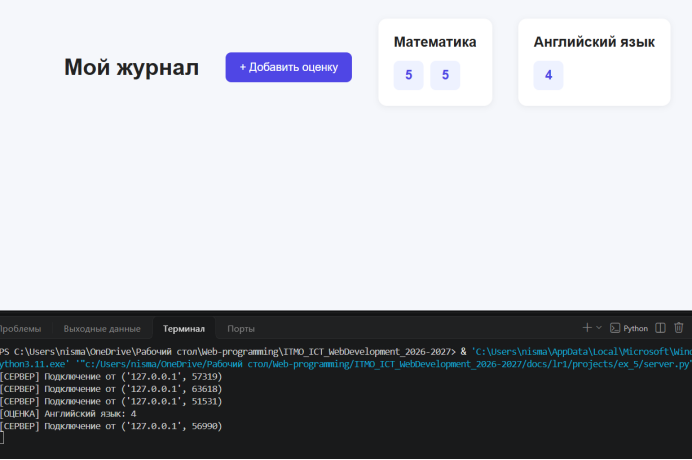 Мой журнал
+ Добавить оценку
Математика
5 5
Английский язык
4
Проблемы Выходные данные Терминал Порты
Python
PS C:\Users\nisma\OneDrive\Рабочий стол\Web-programming\ITMO_ICT_WebDevelopment_2026-2027> & 'C:\Users\nisma\AppData\Local\Microsoft\Wind
ython3.11.exe' '"c:/Users/nisma/OneDrive/Рабочий стол/Web-programming/ITMO_ICT_WebDevelopment_2026-2027/docs/lr1/projects/ex_5/server.py"
[СЕРВЕР] Подключение от ('127.0.0.1', 57319)
[СЕРВЕР] Подключение от ('127.0.0.1', 63618)
[СЕРВЕР] Подключение от ('127.0.0.1', 51531)
[ОЦЕНКА] Английский язык: 4
[СЕРВЕР] Подключение от ('127.0.0.1', 56990)